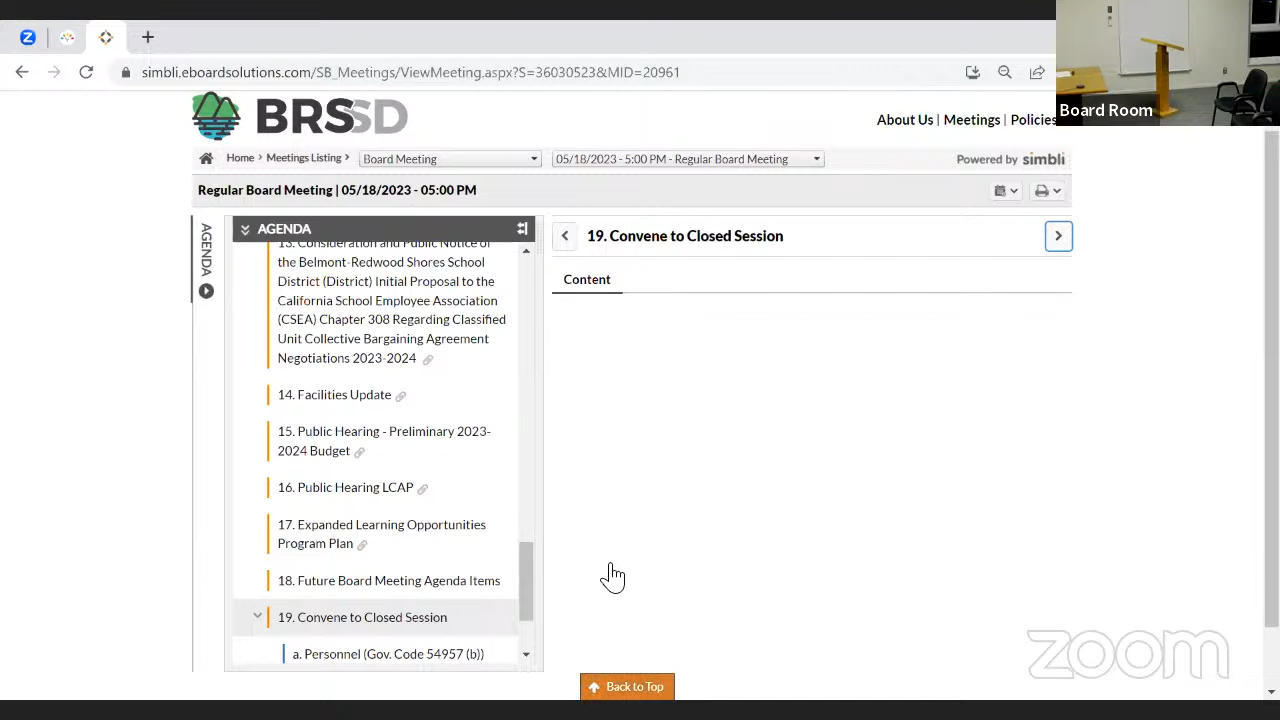 simbli.eboardsolutions.com/SB_Meetings/ViewMeeting.aspx?S=36030523&MID=20961
Board Room
BRSSD
About Us | Meetings | Policies
Home > Meetings Listing >
Board Meeting
05/18/2023 - 5:00 PM - Regular Board Meeting
Powered by simbli
Regular Board Meeting | 05/18/2023 - 05:00 PM
AGENDA
AGENDA
13. Consideration and Public Notice of
the Belmont-Redwood Shores School
District (District) Initial Proposal to the
California School Employee Association
(CSEA) Chapter 308 Regarding Classified
Unit Collective Bargaining Agreement
Negotiations 2023-2024
14. Facilities Update
15. Public Hearing - Preliminary 2023-
2024 Budget
16. Public Hearing LCAP
17. Expanded Learning Opportunities
Program Plan
18. Future Board Meeting Agenda Items
19. Convene to Closed Session
a. Personnel (Gov. Code 54957 (b))
19. Convene to Closed Session
Content
zoom
Back to Top